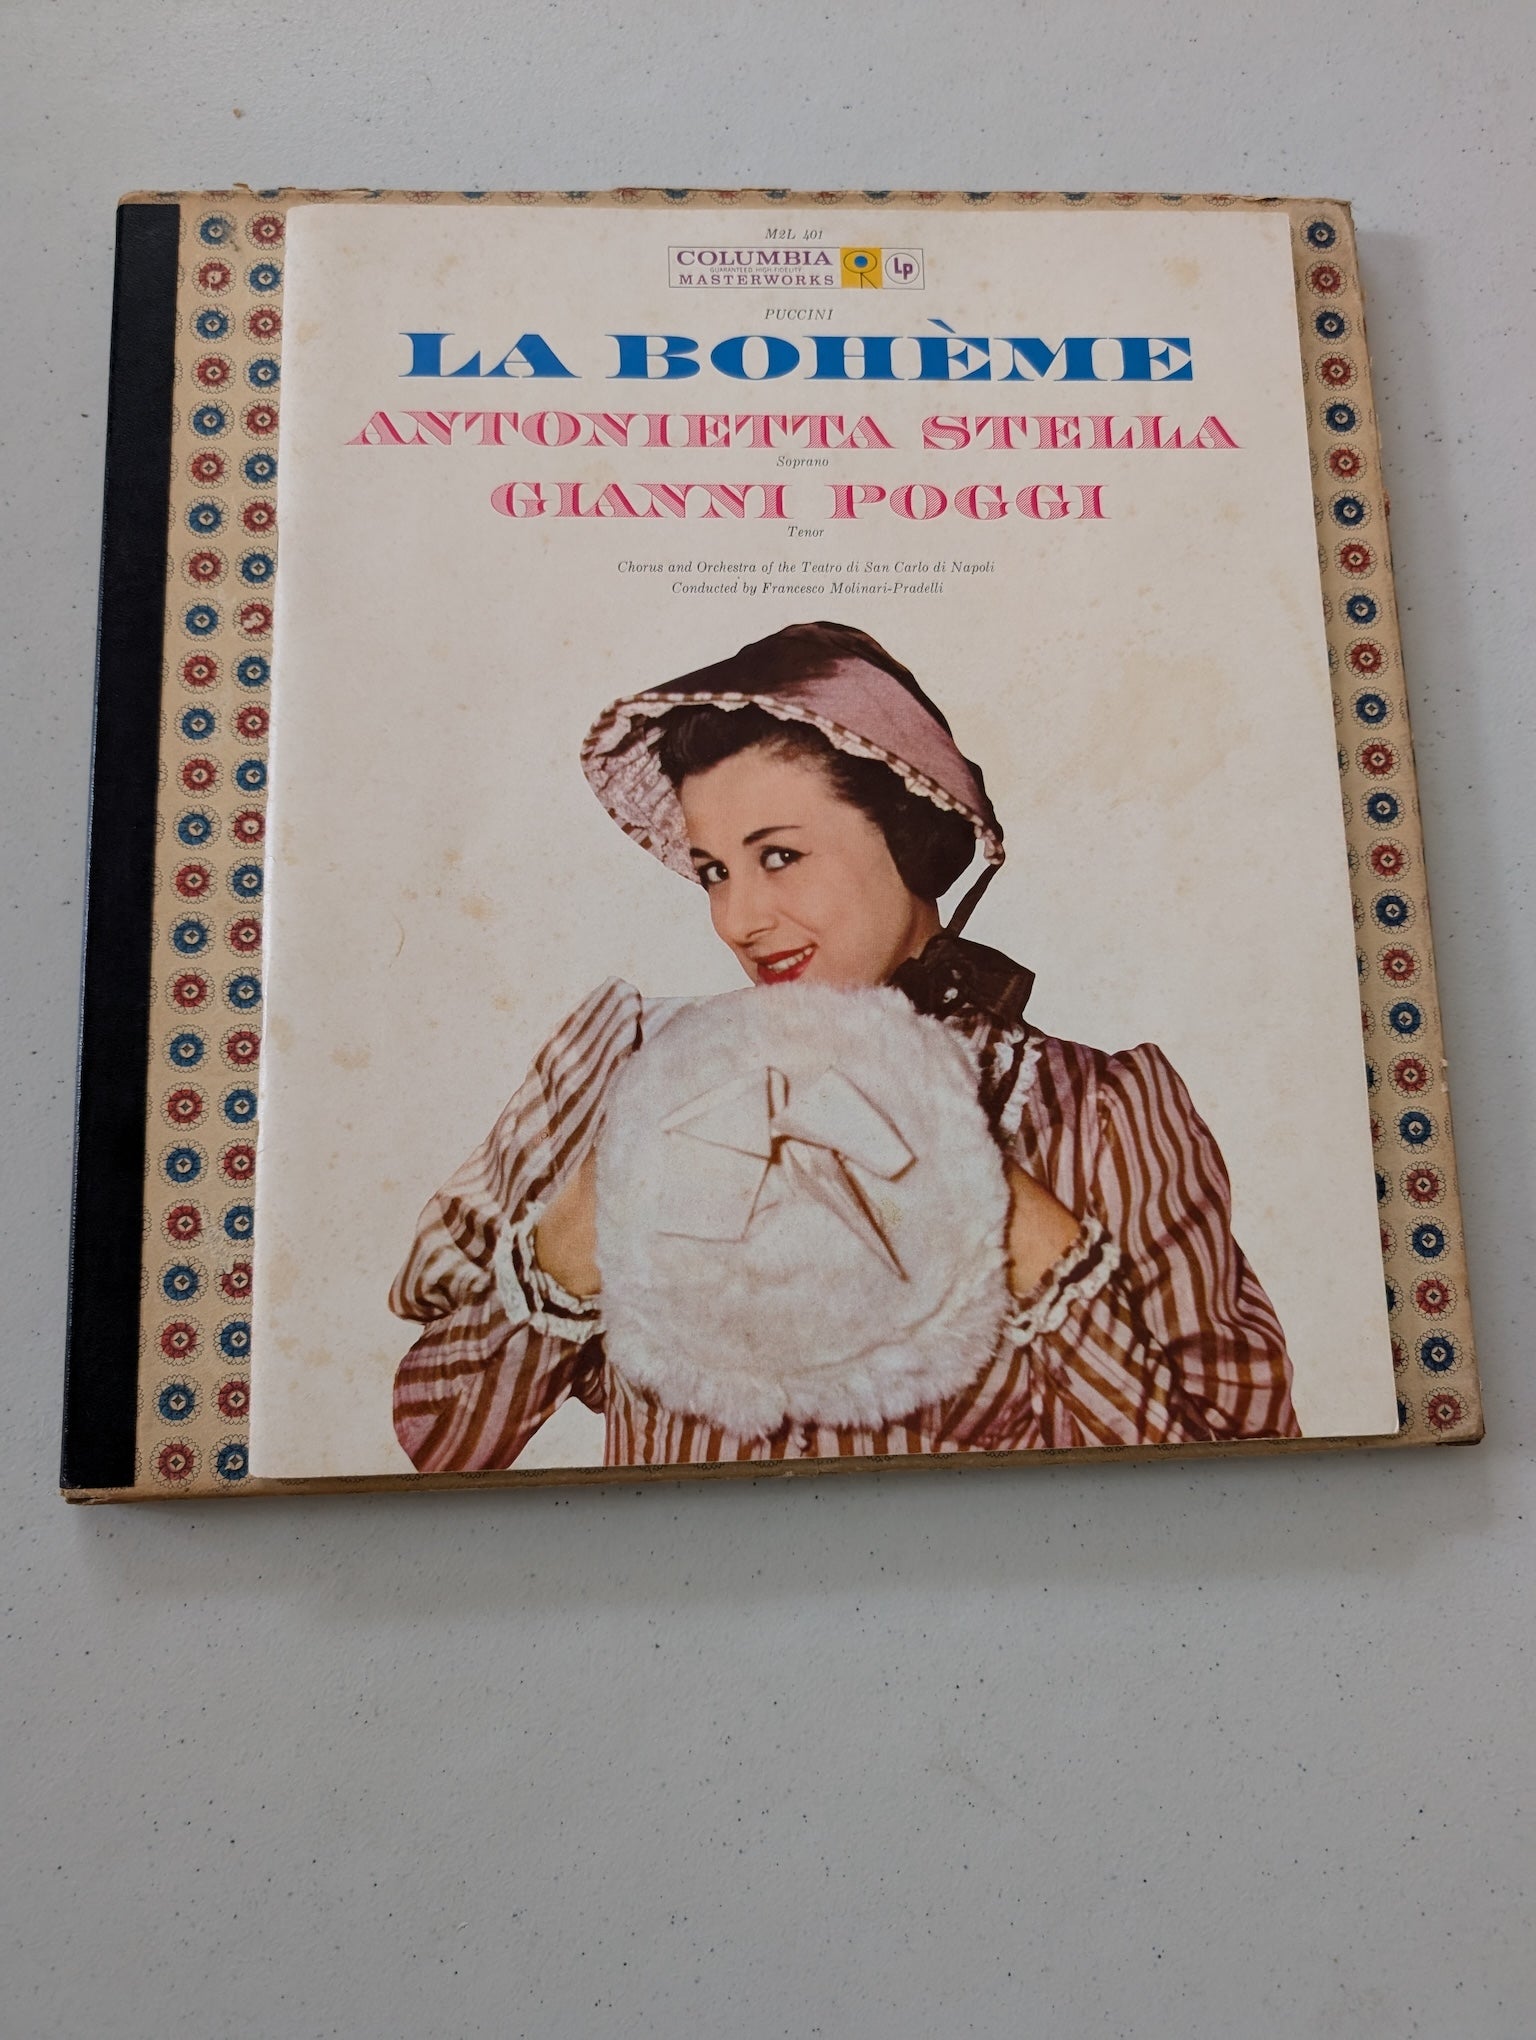 M2L 401
COLUMBIA
GUARANTEED HIGH-FIDELITY
MASTERWORKS
Lp
PUCCINI
LA BOHÈME
ANTONIETTA STELLA
Soprano
GIANNI POGGI
Tenor
Chorus and Orchestra of the Teatro di San Carlo di Napoli
Conducted by Francesco Molinari-Pradelli